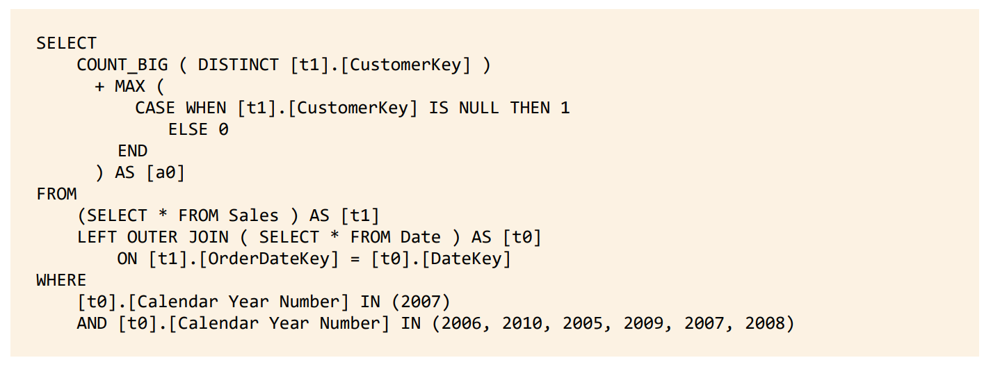 SELECT
COUNT_BIG ( DISTINCT [t1].[CustomerKey] )
+ MAX (
CASE WHEN [t1].[CustomerKey] IS NULL THEN 1
ELSE 0
END
) AS [a0]
FROM
(SELECT * FROM Sales ) AS [t1]
LEFT OUTER JOIN ( SELECT * FROM Date ) AS [t0]
ON [t1].[OrderDateKey] = [t0].[DateKey]
WHERE
[t0].[Calendar Year Number] IN (2007)
AND [t0].[Calendar Year Number] IN (2006, 2010, 2005, 2009, 2007, 2008)